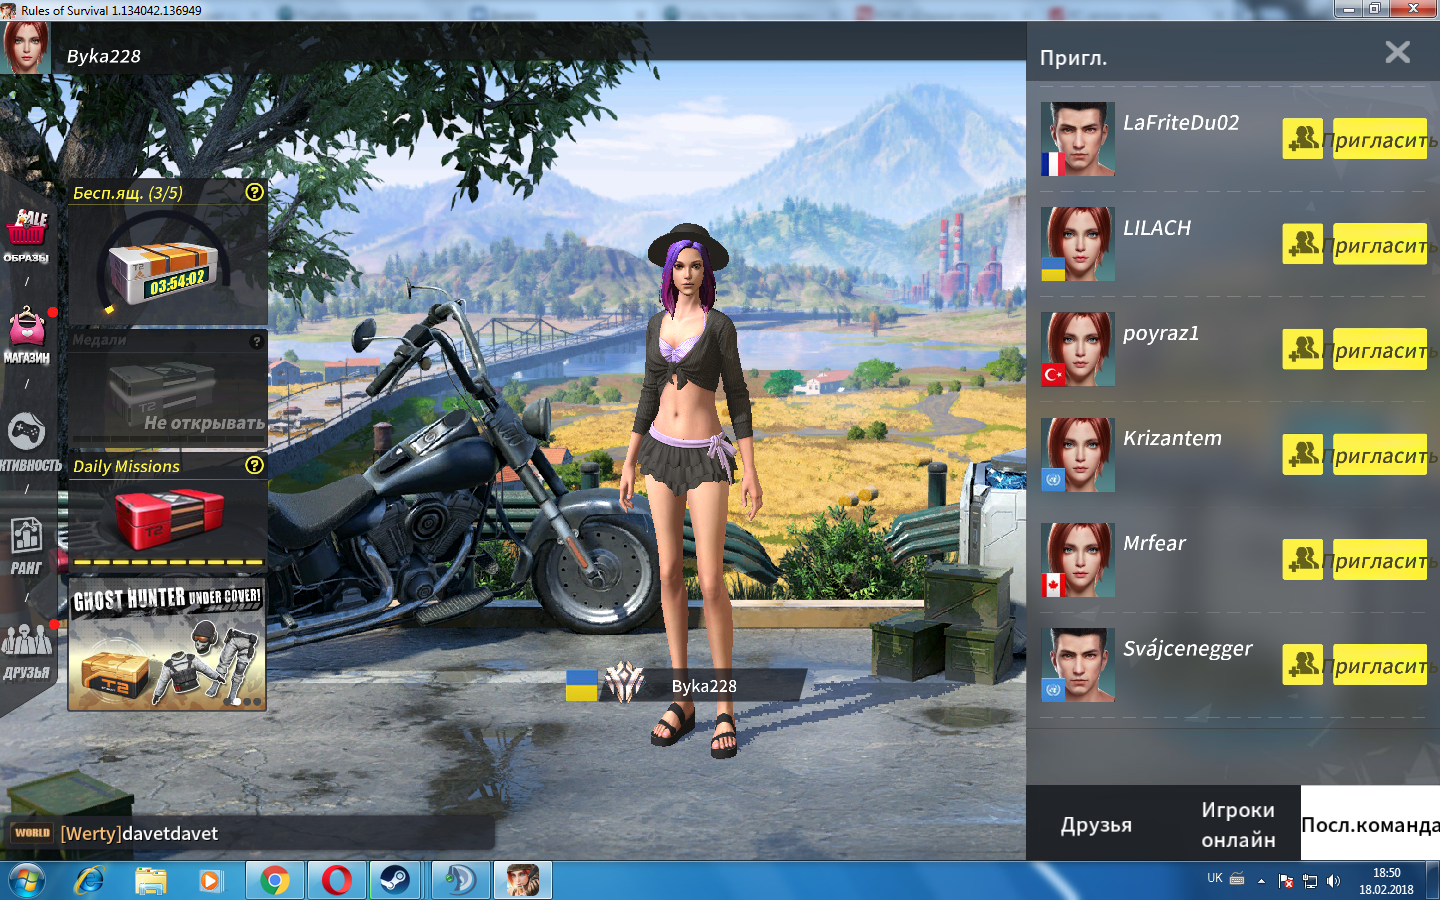 Rules of Survival 1.134042.136949
Byka228
Бесп.ящ. (3/5)
?
T2
03:54:02
SALE
ОБРАЗЫ
/
МАГАЗИН
/
Медали
?
Не открывать
АКТИВНОСТЬ
/
Daily Missions
?
T2
РАНГ
/
GHOST HUNTER UNDER COVER!
T2
ДРУЗЬЯ
Byka228
WORLD [Werty]davetdavet
Пригл.
LaFriteDu02
Пригласить
LILACH
Пригласить
poyraz1
Пригласить
Krizantem
Пригласить
Mrfear
Пригласить
Svájcenegger
Пригласить
Друзья
Игроки
онлайн
Посл.команда
UK
18:50
18.02.2018